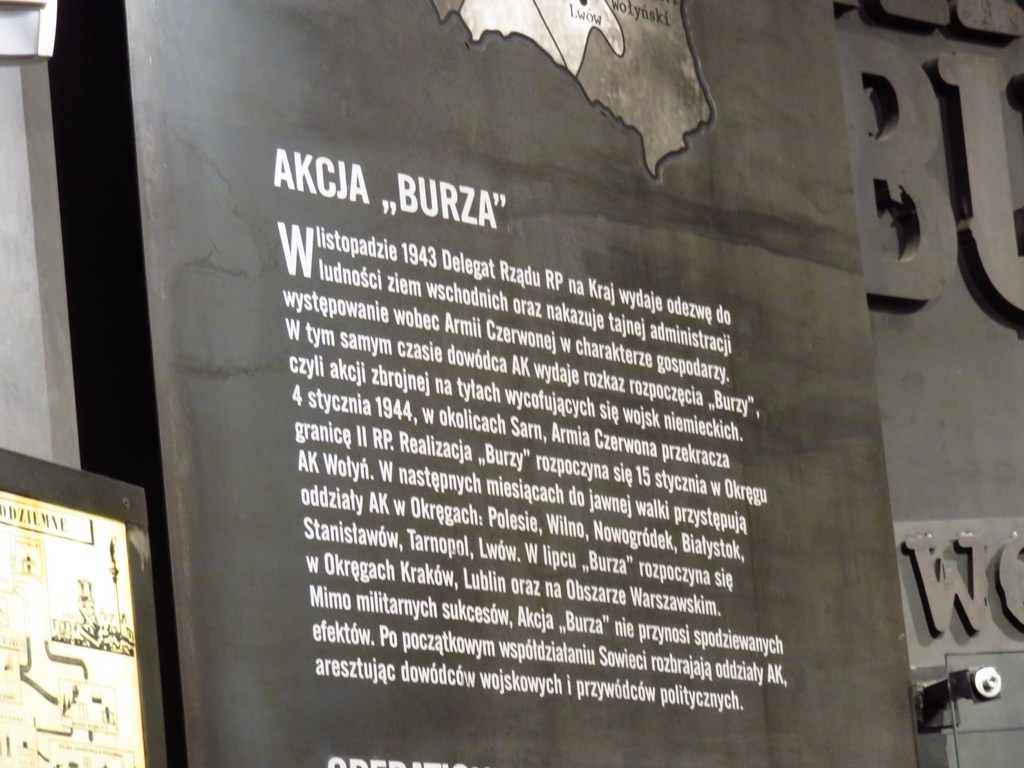 Lwów
Wołyński
AKCJA „BURZA”
W listopadzie 1943 Delegat Rządu RP na Kraj wydaje odezwę do
ludności ziem wschodnich oraz nakazuje tajnej administracji
występowanie wobec Armii Czerwonej w charakterze gospodarzy.
W tym samym czasie dowódca AK wydaje rozkaz rozpoczęcia „Burzy”,
czyli akcji zbrojnej na tyłach wycofujących się wojsk niemieckich.
4 stycznia 1944, w okolicach Sarn, Armia Czerwona przekracza
granicę II RP. Realizacja „Burzy” rozpoczyna się 15 stycznia w Okręgu
AK Wołyń. W następnych miesiącach do jawnej walki przystępują
oddziały AK w Okręgach: Polesie, Wilno, Nowogródek, Białystok,
Stanisławów, Tarnopol, Lwów. W lipcu „Burza” rozpoczyna się
w Okręgach Kraków, Lublin oraz na Obszarze Warszawskim.
Mimo militarnych sukcesów, Akcja „Burza” nie przynosi spodziewanych
efektów. Po początkowym współdziałaniu Sowieci rozbrajają oddziały AK,
aresztując dowódców wojskowych i przywódców politycznych.
BU
WO